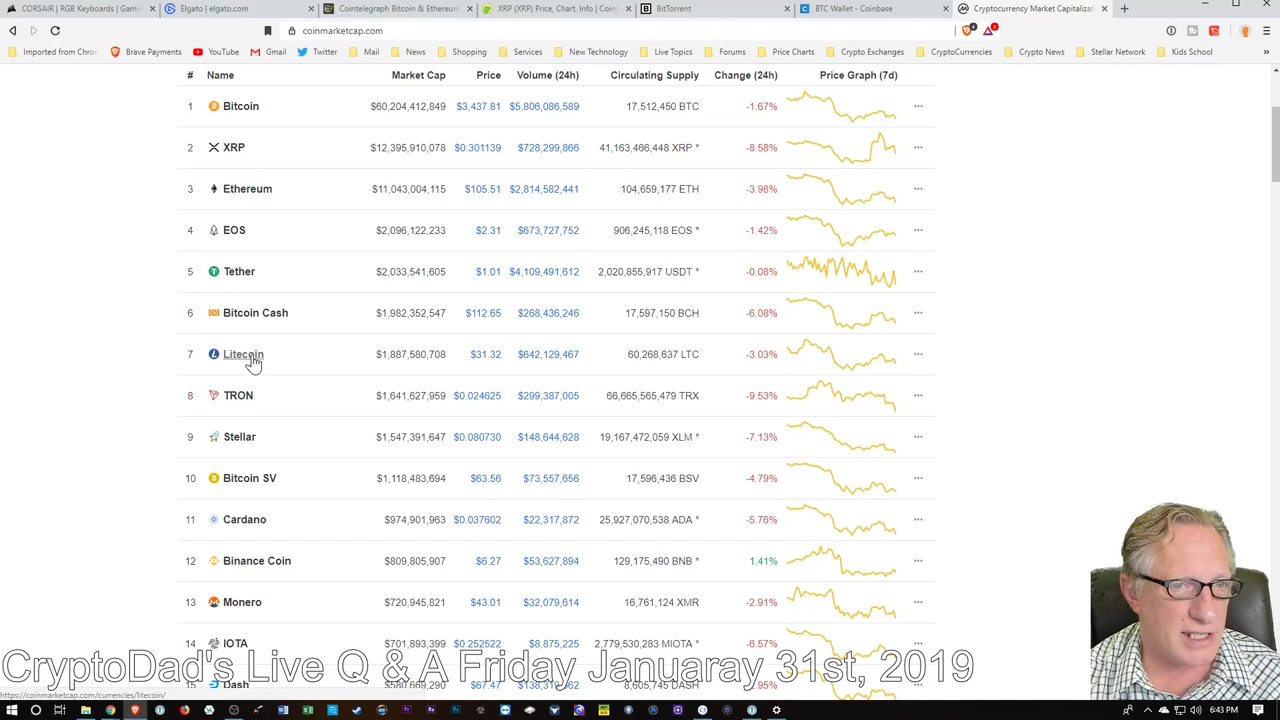 CORSAIR | RGB Keyboards | Gami
Elgato | elgato.com
Cointelegraph Bitcoin & Ethereum
XRP (XRP) Price, Chart, Info | Coin
BitTorrent
BTC Wallet - Coinbase
Cryptocurrency Market Capitaliza
coinmarketcap.com
Imported from Chrom Brave Payments YouTube Gmail Twitter Mail News Shopping Services New Technology Live Topics Forums Price Charts Crypto Exchanges CryptoCurrencies Crypto News Stellar Network Kids School
# Name Market Cap Price Volume (24h) Circulating Supply Change (24h) Price Graph (7d)
1 Bitcoin $60,204,412,849 $3,437.81 $5,806,086,589 17,512,450 BTC -1.67%
2 XRP $12,395,910,078 $0.301139 $728,299,866 41,163,466,448 XRP * -8.58%
3 Ethereum $11,043,004,115 $105.51 $2,814,582,441 104,659,177 ETH -3.98%
4 EOS $2,096,122,233 $2.31 $673,727,752 906,245,118 EOS * -1.42%
5 Tether $2,033,541,605 $1.01 $4,109,491,612 2,020,855,917 USDT * -0.08%
6 Bitcoin Cash $1,982,352,547 $112.65 $268,436,246 17,597,150 BCH -6.08%
7 Litecoin $1,887,580,708 $31.32 $642,129,467 60,268,637 LTC -3.03%
8 TRON $1,641,627,959 $0.024625 $299,387,005 66,665,565,479 TRX -9.53%
9 Stellar $1,547,391,647 $0.080730 $148,644,628 19,167,472,059 XLM * -7.13%
10 Bitcoin SV $1,118,483,694 $63.56 $73,557,656 17,596,436 BSV -4.79%
11 Cardano $974,901,963 $0.037602 $22,317,872 25,927,070,538 ADA * -5.76%
12 Binance Coin $809,805,907 $6.27 $53,627,894 129,175,490 BNB * 1.41%
13 Monero $720,945,821 $43.01 $32,079,614 16,761,124 XMR -2.91%
14 IOTA $701,893,399 $0.252522 $8,875,225 2,779,530,283 MIOTA * -6.57%
CryptoDad's Live Q & A Friday Januaray 31st, 2019
15 Dash $67.47 8,605,745 DASH
https://coinmarketcap.com/currencies/litecoin/
6:43 PM